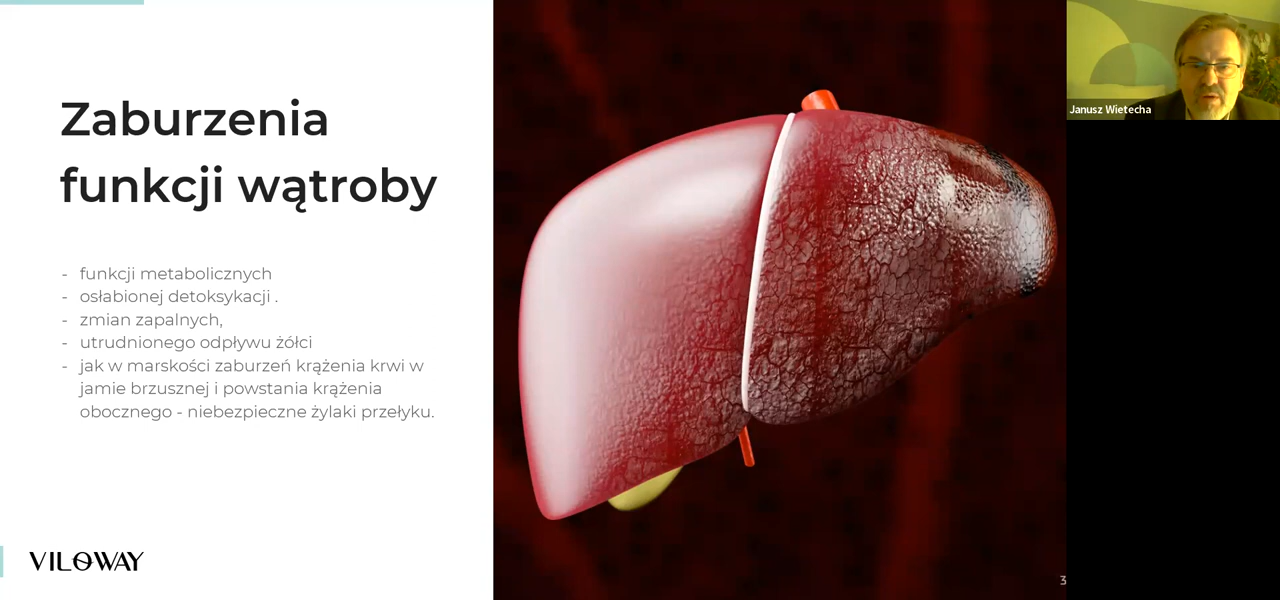 Zaburzenia
funkcji wątroby
- funkcji metabolicznych
- osłabionej detoksykacji .
- zmian zapalnych,
- utrudnionego odpływu żółci
- jak w marskości zaburzeń krążenia krwi w
jamie brzusznej i powstania krążenia
obocznego - niebezpieczne żylaki przełyku.
VILOWAY
3
Janusz Wietecha